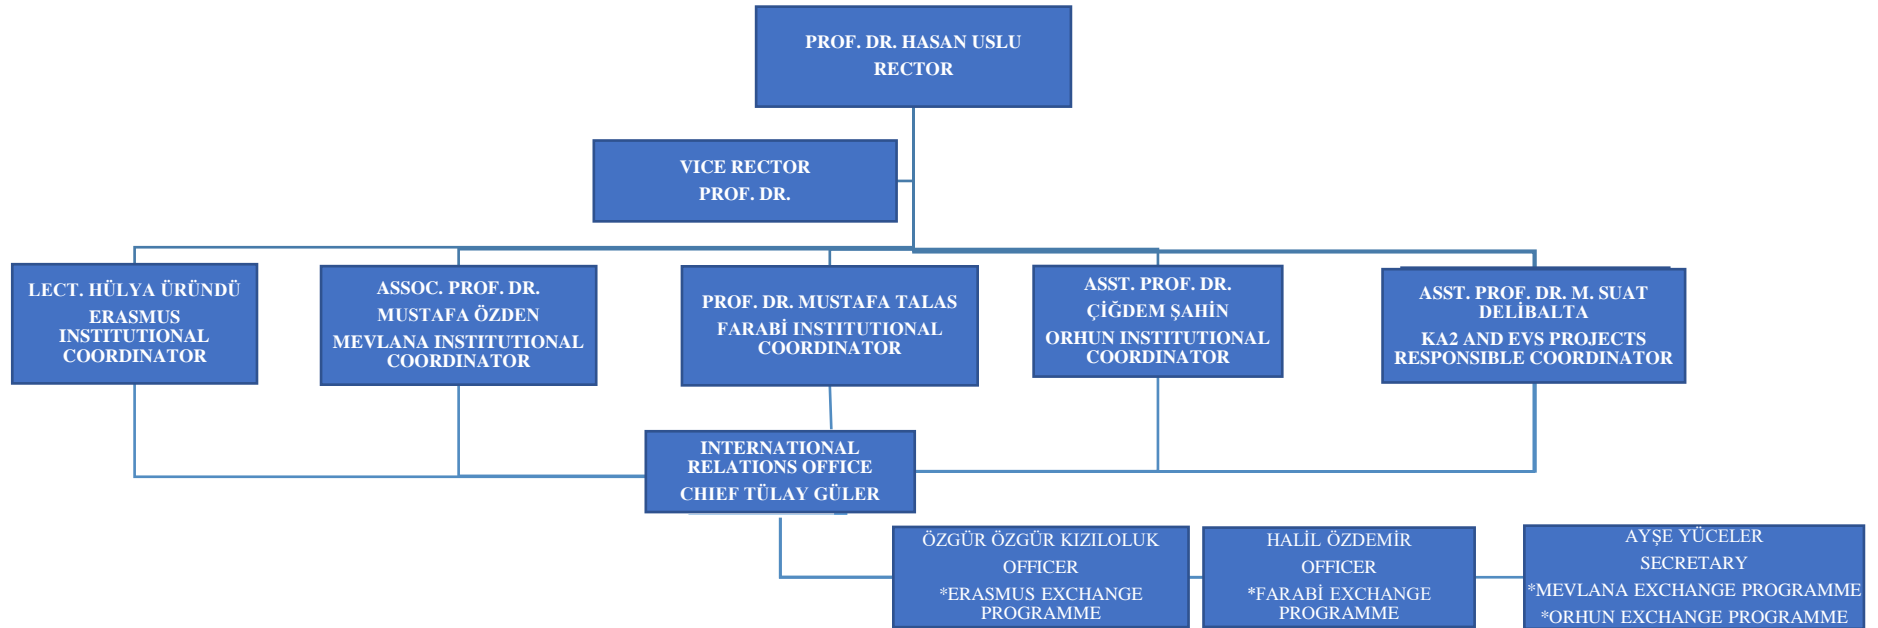 PROF. DR. HASAN USLU
RECTOR
VICE RECTOR
PROF. DR.
LECT. HÜLYA ÜRÜNDÜ
ERASMUS
INSTITUTIONAL
COORDINATOR
ASSOC. PROF. DR.
MUSTAFA ÖZDEN
MEVLANA INSTITUTIONAL
COORDINATOR
PROF. DR. MUSTAFA TALAS
FARABİ INSTITUTIONAL
COORDINATOR
ASST. PROF. DR.
ÇİĞDEM ŞAHİN
ORHUN INSTITUTIONAL
COORDINATOR
ASST. PROF. DR. M. SUAT
DELİBALTA
KA2 AND EVS PROJECTS
RESPONSIBLE COORDINATOR
INTERNATIONAL
RELATIONS OFFICE
CHIEF TÜLAY GÜLER
ÖZGÜR ÖZGÜR KIZILOLUK
OFFICER
*ERASMUS EXCHANGE
PROGRAMME
HALİL ÖZDEMİR
OFFICER
*FARABİ EXCHANGE
PROGRAMME
AYŞE YÜCELER
SECRETARY
*MEVLANA EXCHANGE PROGRAMME
*ORHUN EXCHANGE PROGRAMME